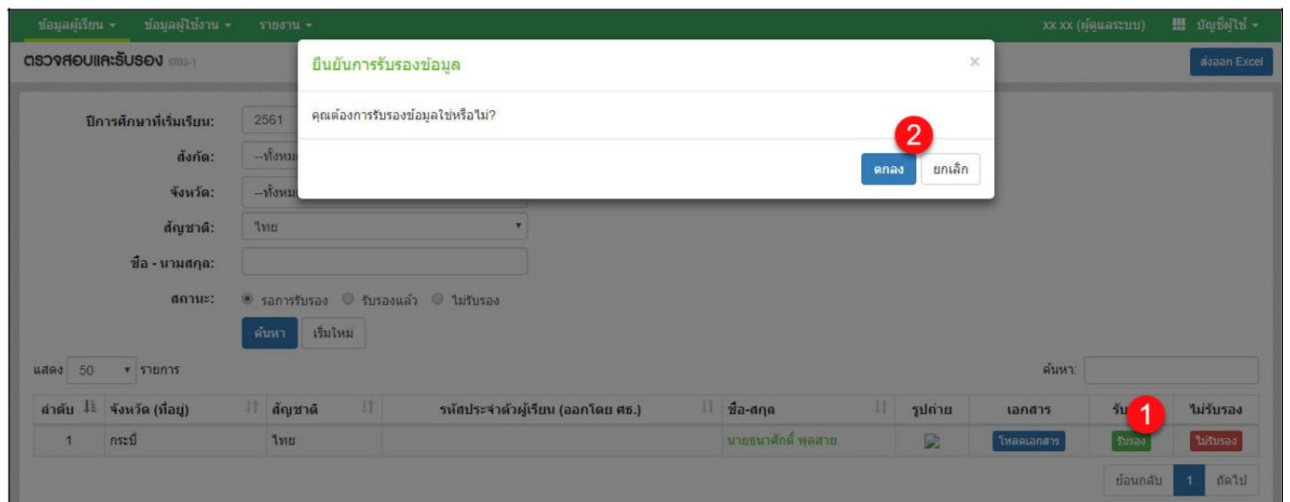 ข้อมูลผู้เรียน ข้อมูลผู้ใช้งาน รายงาน xx xx (ผู้ดูแลระบบ) บัญชีผู้ใช้
ตรวจสอบและรับรอง ยืนยันการรับรองข้อมูล × ส่งออก Excel
คุณต้องการรับรองข้อมูลใช่หรือไม่?
2
ตกลง ยกเลิก
ปีการศึกษาที่เริ่มเรียน: 2561
สังกัด: --ทั้งหม
จังหวัด: --ทั้งหม
สัญชาติ: ไทย
ชื่อ - นามสกุล:
สถานะ: รอการรับรอง รับรองแล้ว ไม่รับรอง
ค้นหา เริ่มใหม่
แสดง 50 รายการ ค้นหา:
ลำดับ จังหวัด (ที่อยู่) สัญชาติ รหัสประจำตัวผู้เรียน (ออกโดย ศธ.) ชื่อ-สกุล รูปถ่าย เอกสาร รับ 1 ไม่รับรอง
1 กระบี่ ไทย นายธนาศักดิ์ พุดสาย โหลดเอกสาร รับรอง ไม่รับรอง
ย้อนกลับ 1 ถัดไป